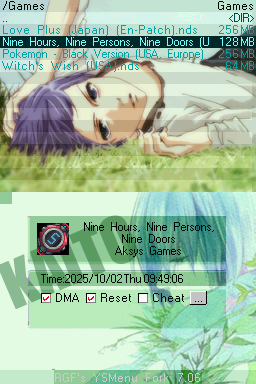 /Games Games
.. <DIR>
Love Plus (Japan) (En-Patch).nds 256MB
Nine Hours, Nine Persons, Nine Doors (U 128MB
Pokemon - Black Version (USA, Europe) 256MB
Witch's Wish (USA).nds 64MB
Nine Hours, Nine Persons,
Nine Doors
Aksys Games
Time:2025/10/02 Thu 09:49:06
DMA Reset Cheat ...
RGF's YSMenu Fork 7.06